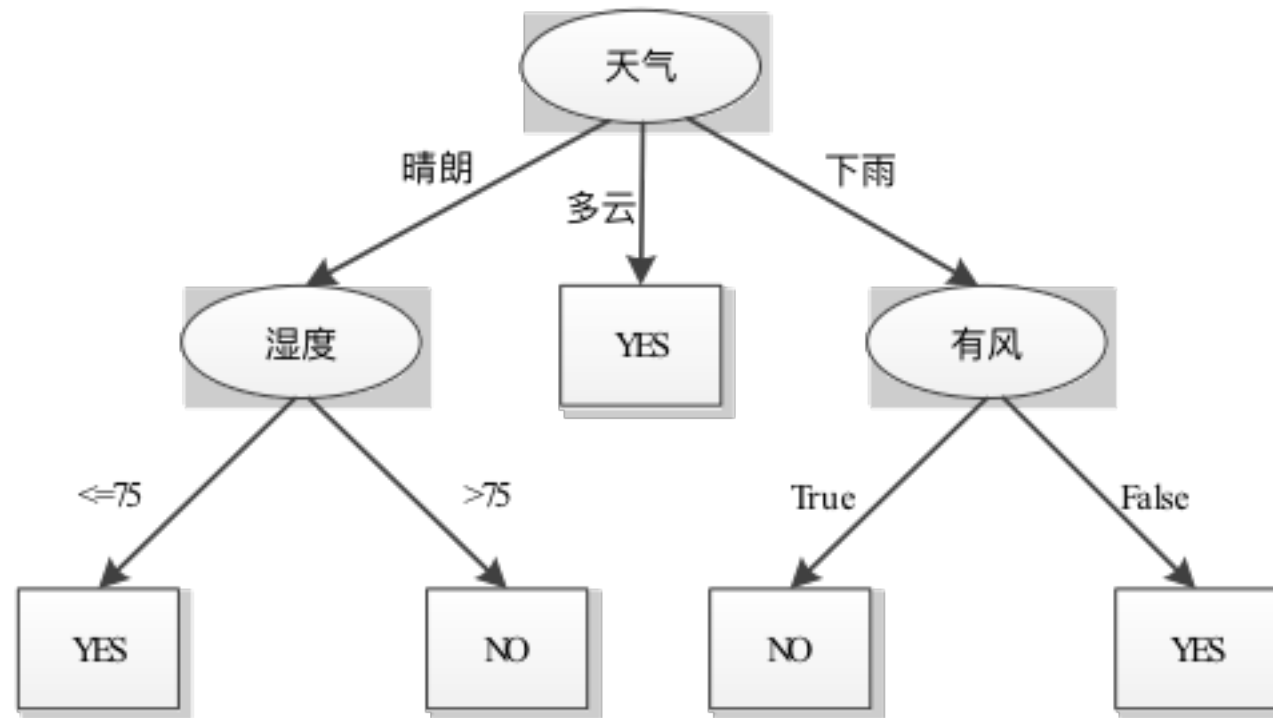 天气
晴朗
多云
下雨
湿度
YES
有风
<=75
>75
True
False
YES
NO
NO
YES